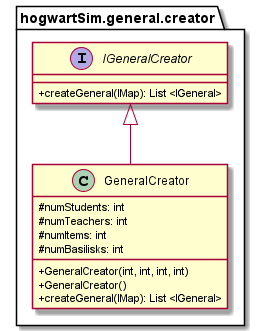 hogwartSim.general.creator
I IGeneralCreator
+createGeneral(IMap): List <IGeneral>
C GeneralCreator
#numStudents: int
#numTeachers: int
#numItems: int
#numBasilisks: int
+GeneralCreator(int, int, int, int)
+GeneralCreator()
+createGeneral(IMap): List <IGeneral>